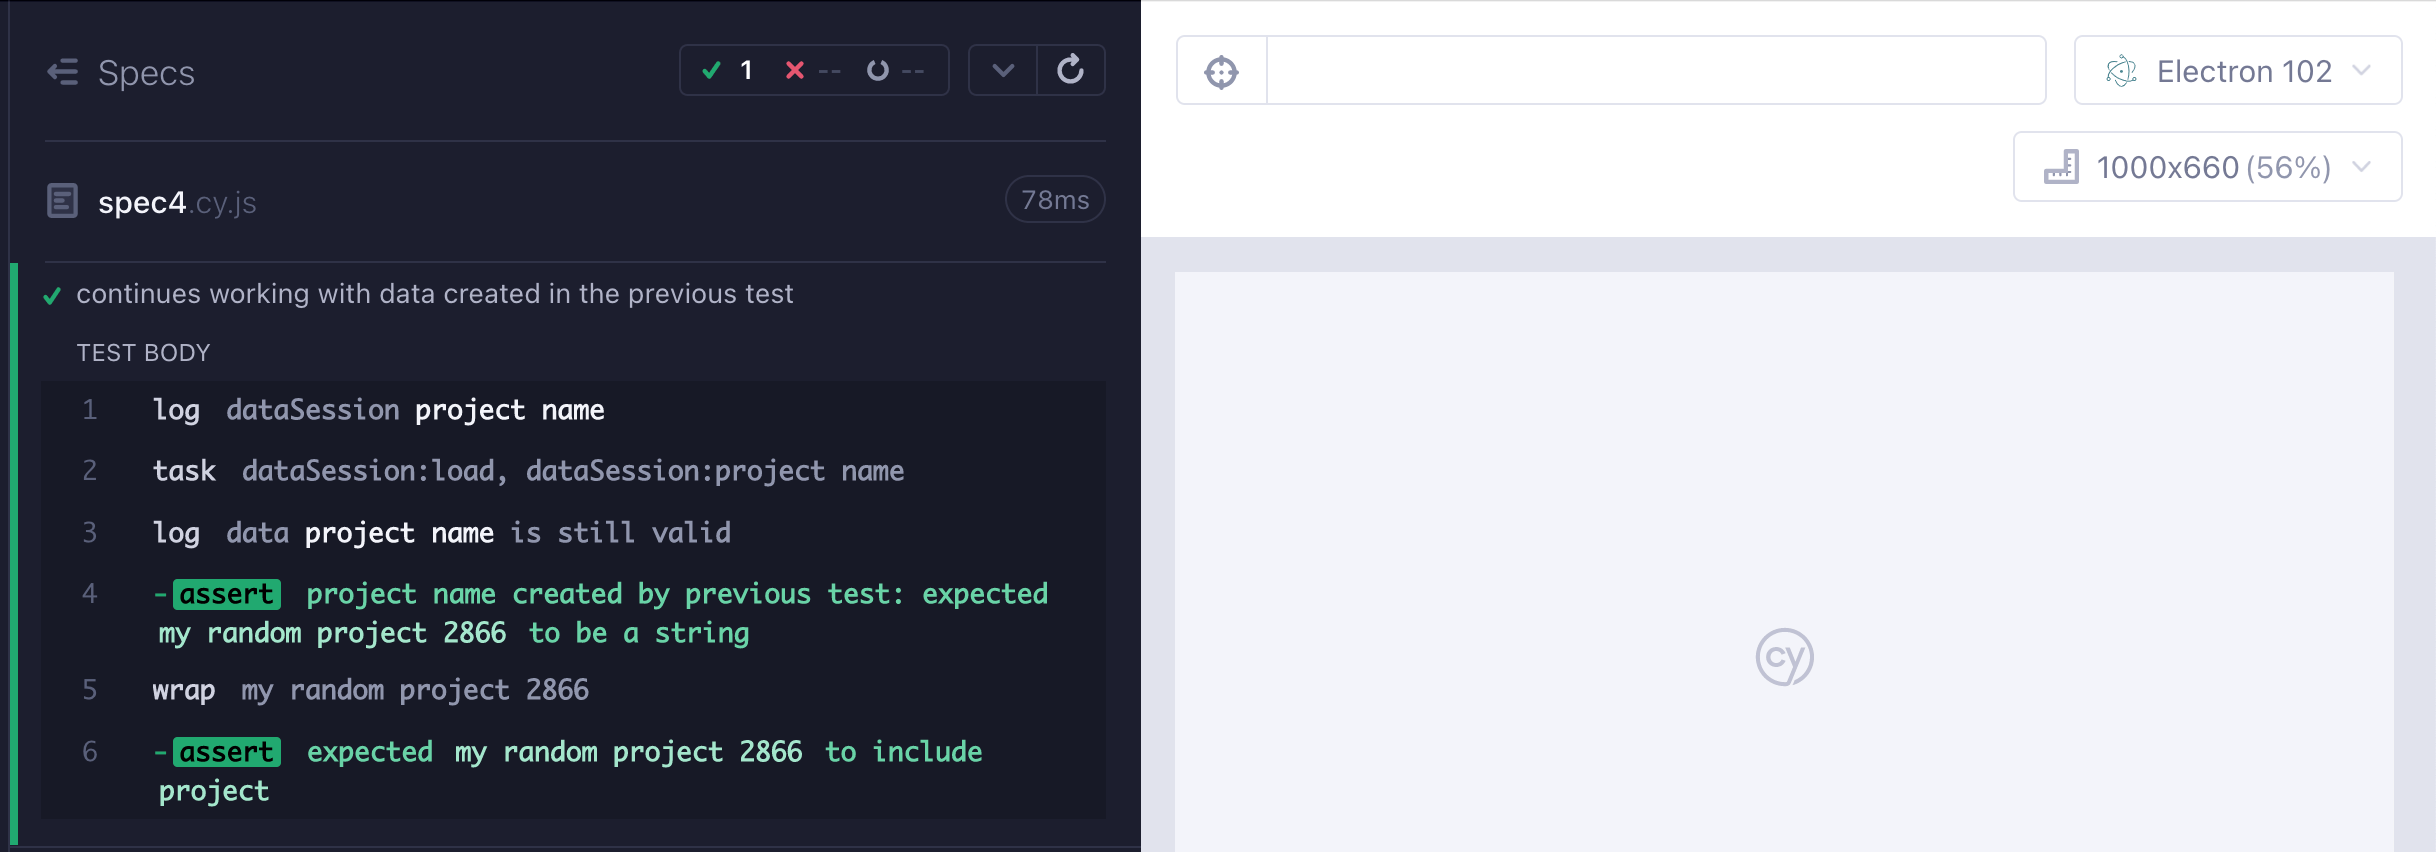 Specs
1 -- --
spec4.cy.js
78ms
continues working with data created in the previous test
TEST BODY
1 log dataSession project name
2 task dataSession:load, dataSession:project name
3 log data project name is still valid
4 -assert project name created by previous test: expected
my random project 2866 to be a string
5 wrap my random project 2866
6 -assert expected my random project 2866 to include
project
Electron 102
1000x660 (56%)
cy